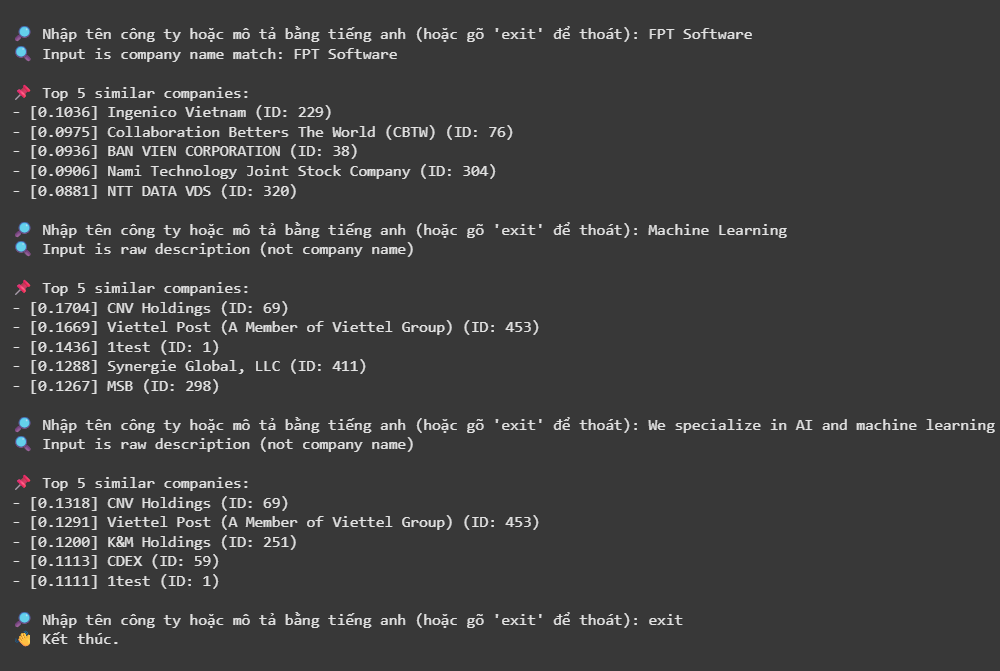 🔎 Nhập tên công ty hoặc mô tả bằng tiếng anh (hoặc gõ 'exit' để thoát): FPT Software
🔍 Input is company name match: FPT Software
📌 Top 5 similar companies:
- [0.1036] Ingenico Vietnam (ID: 229)
- [0.0975] Collaboration Betters The World (CBTW) (ID: 76)
- [0.0936] BAN VIEN CORPORATION (ID: 38)
- [0.0906] Nami Technology Joint Stock Company (ID: 304)
- [0.0881] NTT DATA VDS (ID: 320)
🔎 Nhập tên công ty hoặc mô tả bằng tiếng anh (hoặc gõ 'exit' để thoát): Machine Learning
🔍 Input is raw description (not company name)
📌 Top 5 similar companies:
- [0.1704] CNV Holdings (ID: 69)
- [0.1669] Viettel Post (A Member of Viettel Group) (ID: 453)
- [0.1436] 1test (ID: 1)
- [0.1288] Synergie Global, LLC (ID: 411)
- [0.1267] MSB (ID: 298)
🔎 Nhập tên công ty hoặc mô tả bằng tiếng anh (hoặc gõ 'exit' để thoát): We specialize in AI and machine learning
🔍 Input is raw description (not company name)
📌 Top 5 similar companies:
- [0.1318] CNV Holdings (ID: 69)
- [0.1291] Viettel Post (A Member of Viettel Group) (ID: 453)
- [0.1200] K&M Holdings (ID: 251)
- [0.1113] CDEX (ID: 59)
- [0.1111] 1test (ID: 1)
🔎 Nhập tên công ty hoặc mô tả bằng tiếng anh (hoặc gõ 'exit' để thoát): exit
👋 Kết thúc.